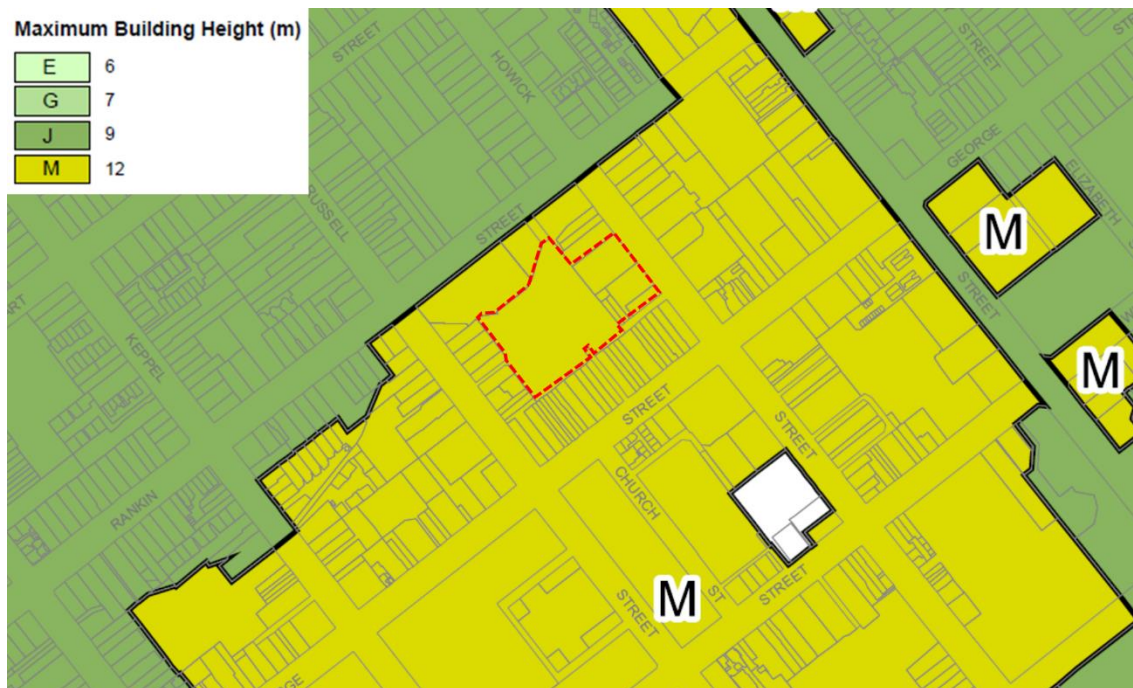 Maximum Building Height (m)
E 6
G 7
J 9
M 12
STREET
HOWICK
STREET
GEORGE
ELIZABETH
RUSSELL
STREET
M
STREET
KEPPEL
M
STREET
STREET
CHURCH
ST
RANKIN
STREET
STREET
M